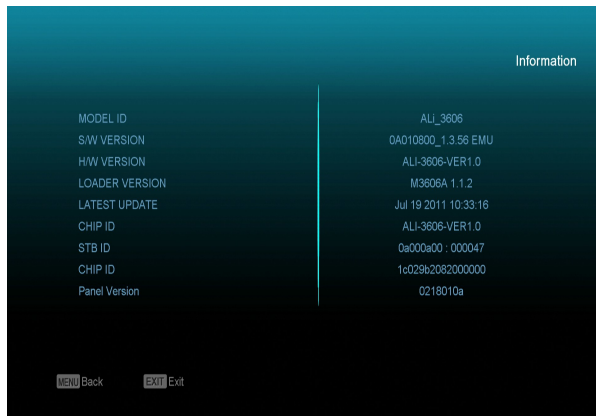 Information
MODEL ID ALi_3606
S/W VERSION 0A010800_1.3.56 EMU
H/W VERSION ALI-3606-VER1.0
LOADER VERSION M3606A 1.1.2
LATEST UPDATE Jul 19 2011 10:33:16
CHIP ID ALI-3606-VER1.0
STB ID 0a000a00 : 000047
CHIP ID 1c029b2082000000
Panel Version 0218010a
MENU Back EXIT Exit